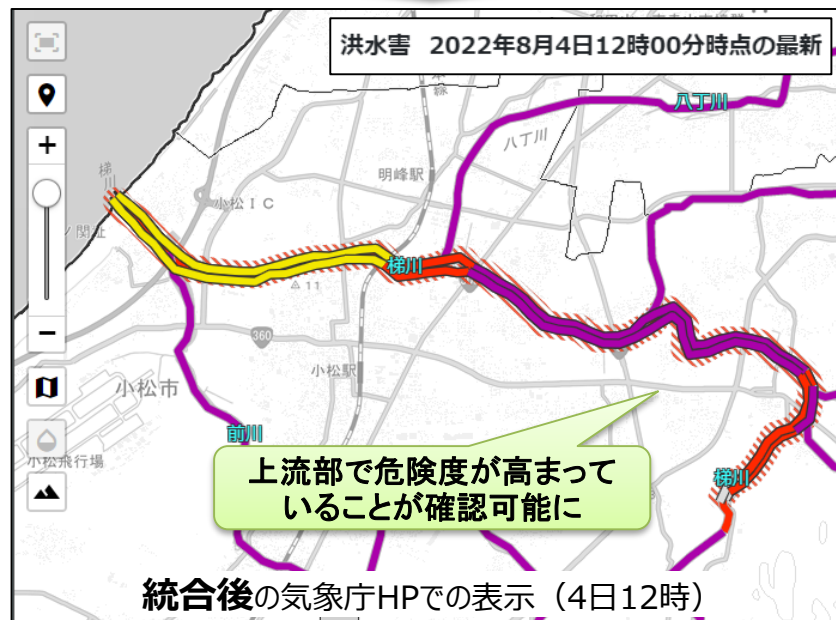 洪水害 2022年8月4日12時00分時点の最新
八丁川
八丁川
梯川
明峰駅
小松IC
ノ関址
梯川
11
360
小松駅
小松市
前川
小松飛行場
上流部で危険度が高まって
いることが確認可能に
梯川
統合後の気象庁HPでの表示（4日12時）